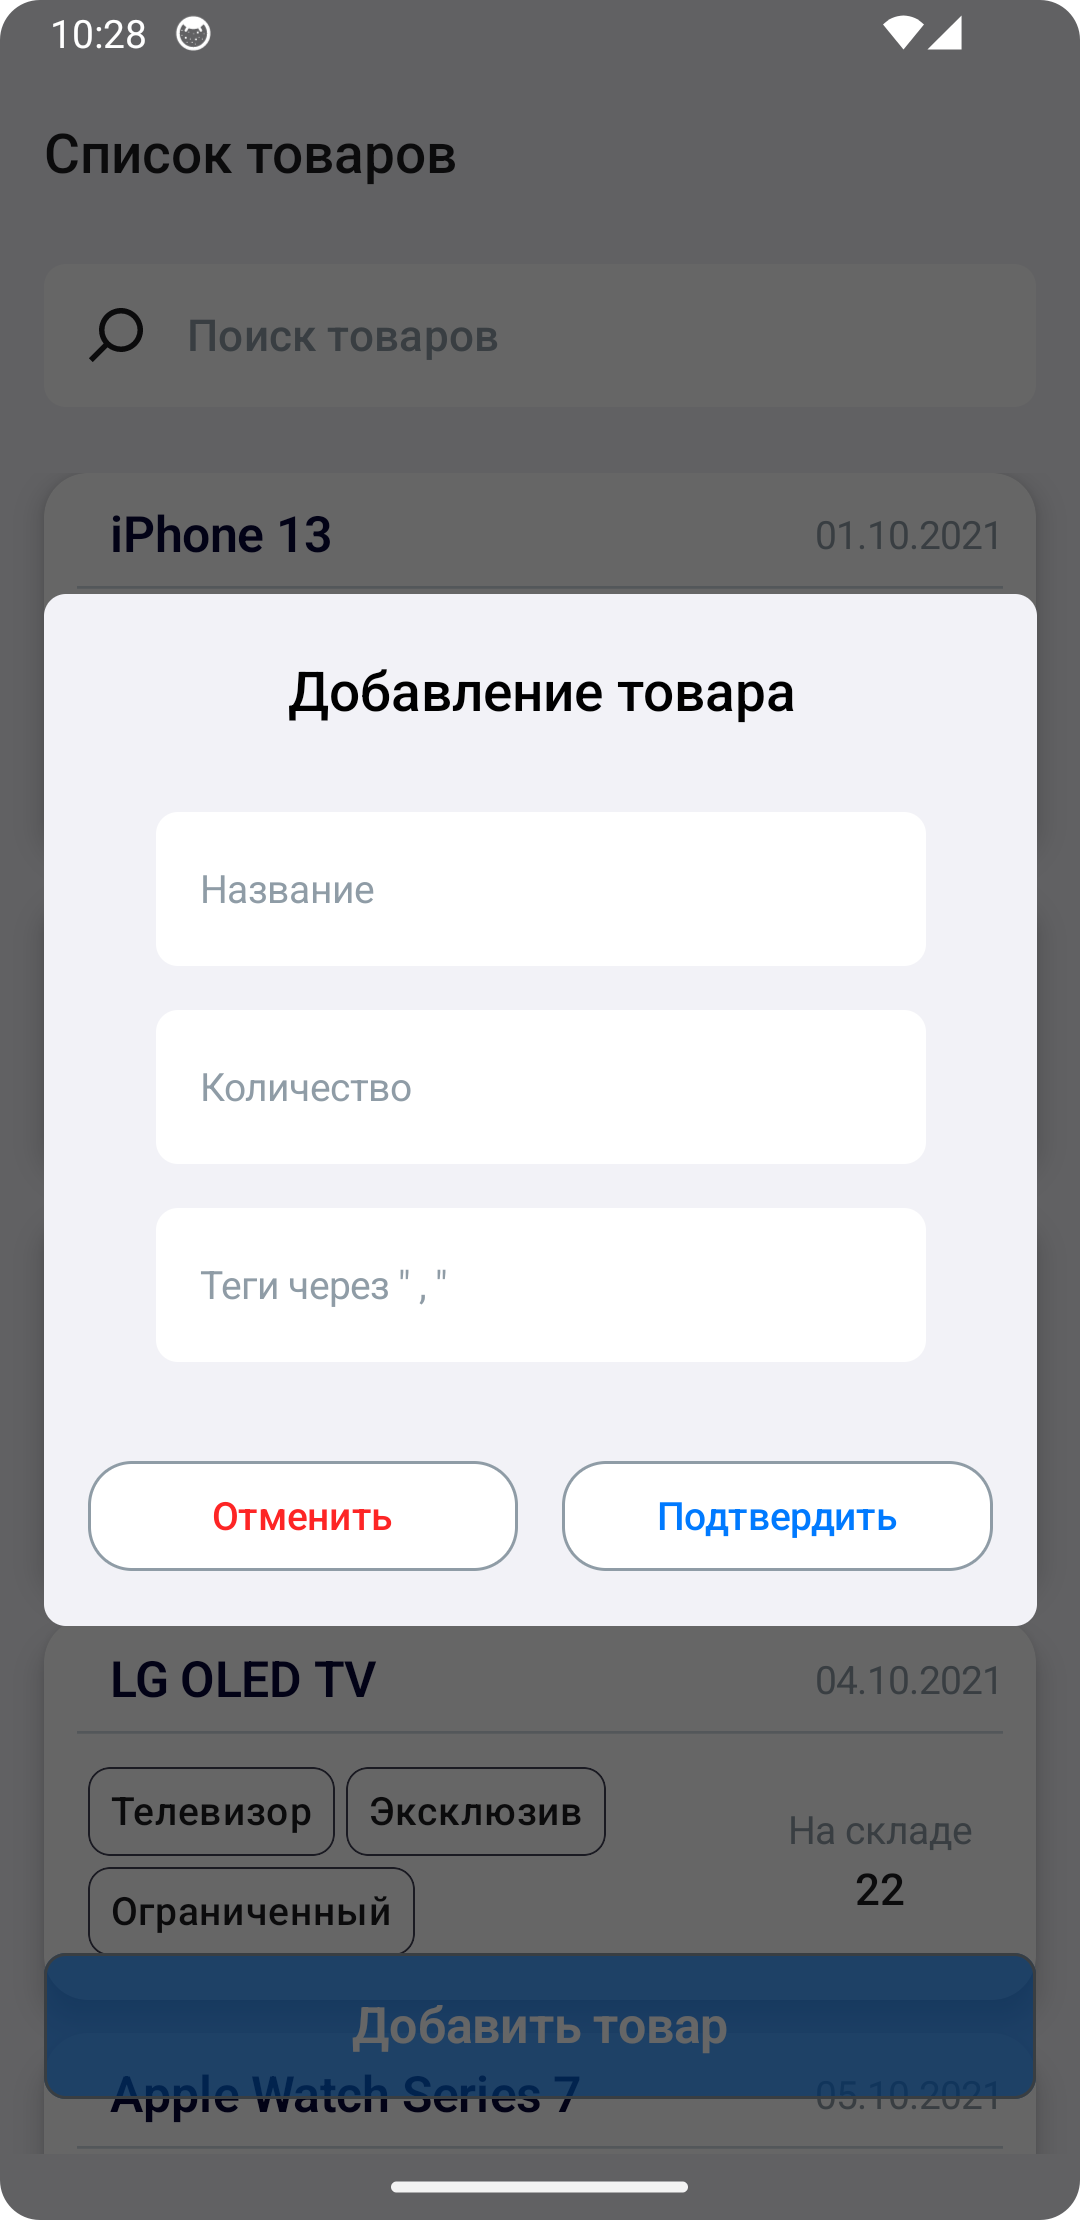 10:28
Список товаров
Поиск товаров
iPhone 13 01.10.2021
Добавление товара
Название
Количество
Теги через " , "
Отменить Подтвердить
LG OLED TV 04.10.2021
Телевизор Эксклюзив
На складе
22
Ограниченный
Добавить товар
Apple Watch Series 7 05.10.2021